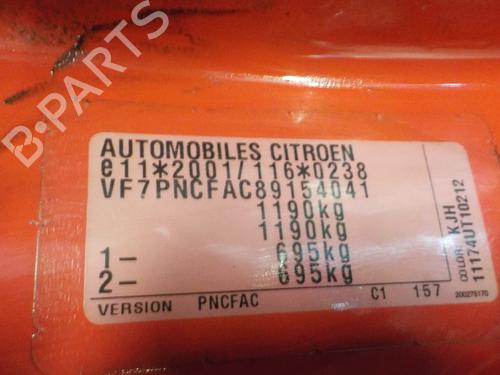 B-PARTS
AUTOMOBILES CITROEN
e11*2001/116*0238
VF7PNCFAC89154041
1190kg
1190kg
1- 695kg
2- 695kg
VERSION PNCFAC C1 157
COLOR: KJH
11174UT10212
200275170